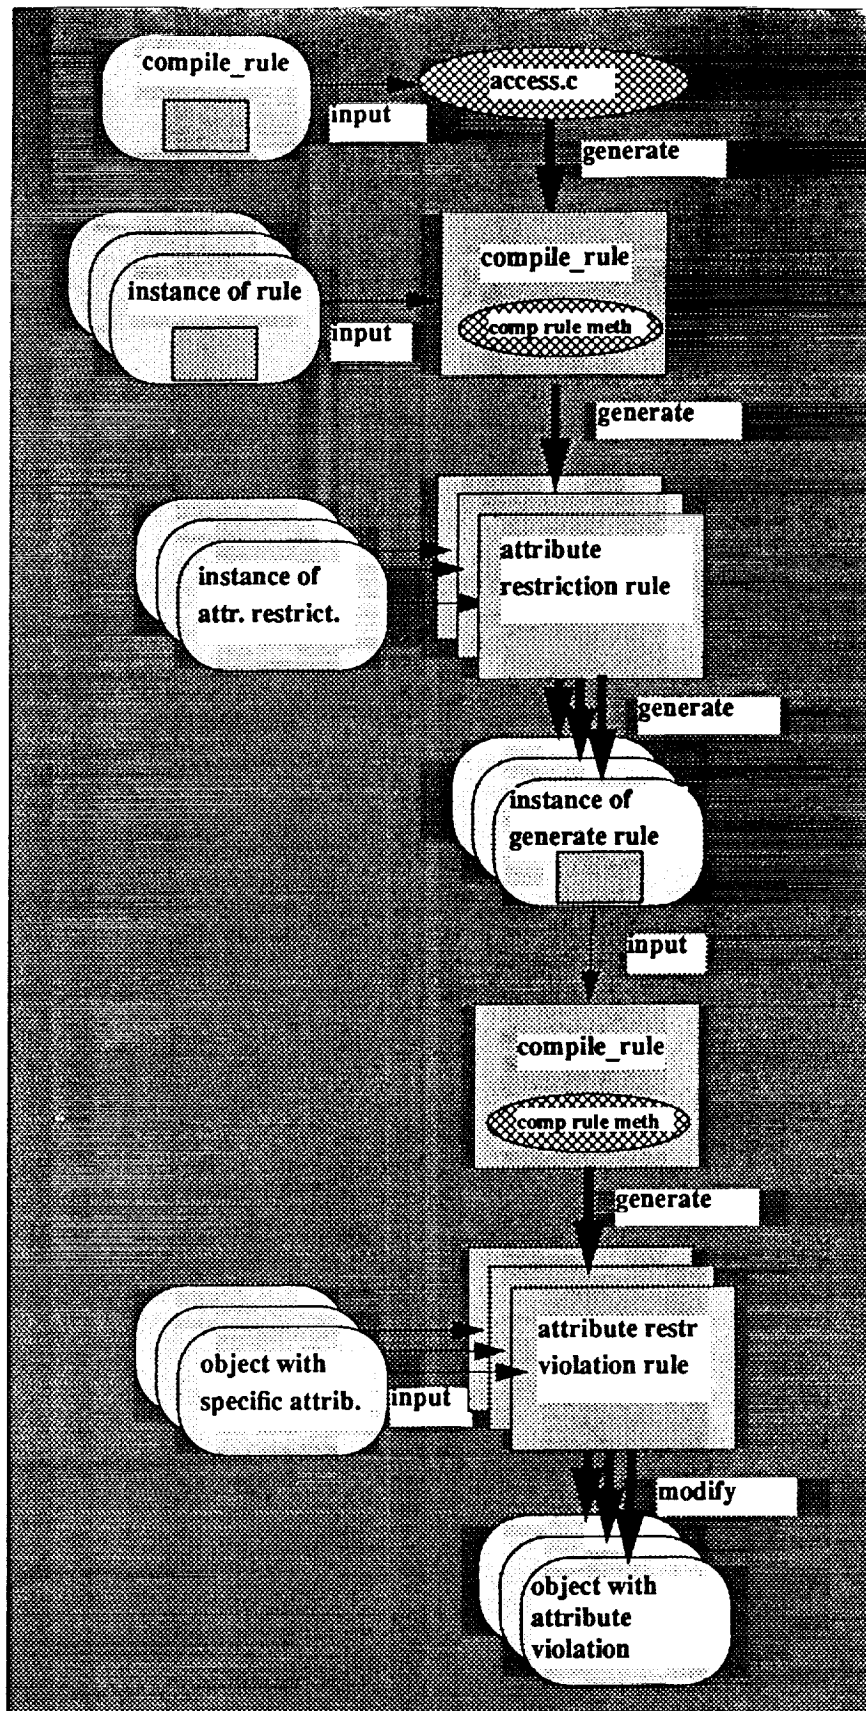 compile_rule
access.c
input
generate
compile_rule
instance of rule
comp rule meth
input
generate
attribute
restriction rule
instance of
attr. restrict.
generate
instance of
generate rule
input
compile_rule
comp rule meth
generate
attribute restr
violation rule
object with
specific attrib.
input
modify
object with
attribute
violation